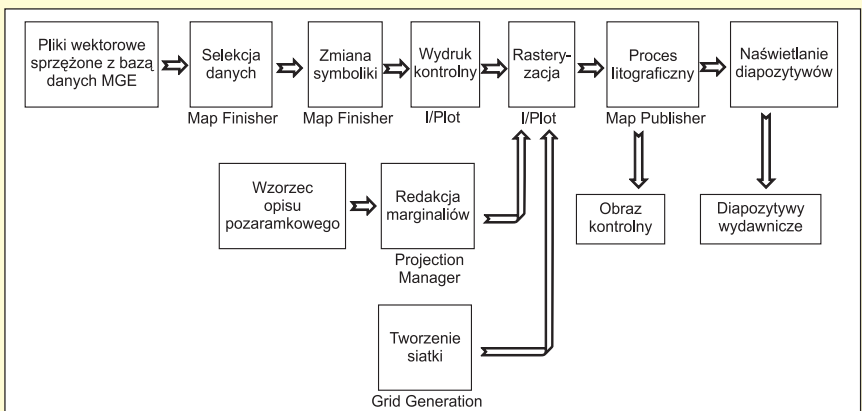 Pliki wektorowe
sprzężone z bazą
danych MGE
Selekcja
danych
Map Finisher
Zmiana
symboliki
Map Finisher
Wydruk
kontrolny
I/Plot
Rastery-
zacja
I/Plot
Proces
litograficzny
Map Publisher
Naświetlanie
diapozytywów
Wzorzec
opisu
pozaramkowego
Redakcja
marginaliów
Projection
Manager
Obraz
kontrolny
Diapozytywy
wydawnicze
Tworzenie
siatki
Grid Generation